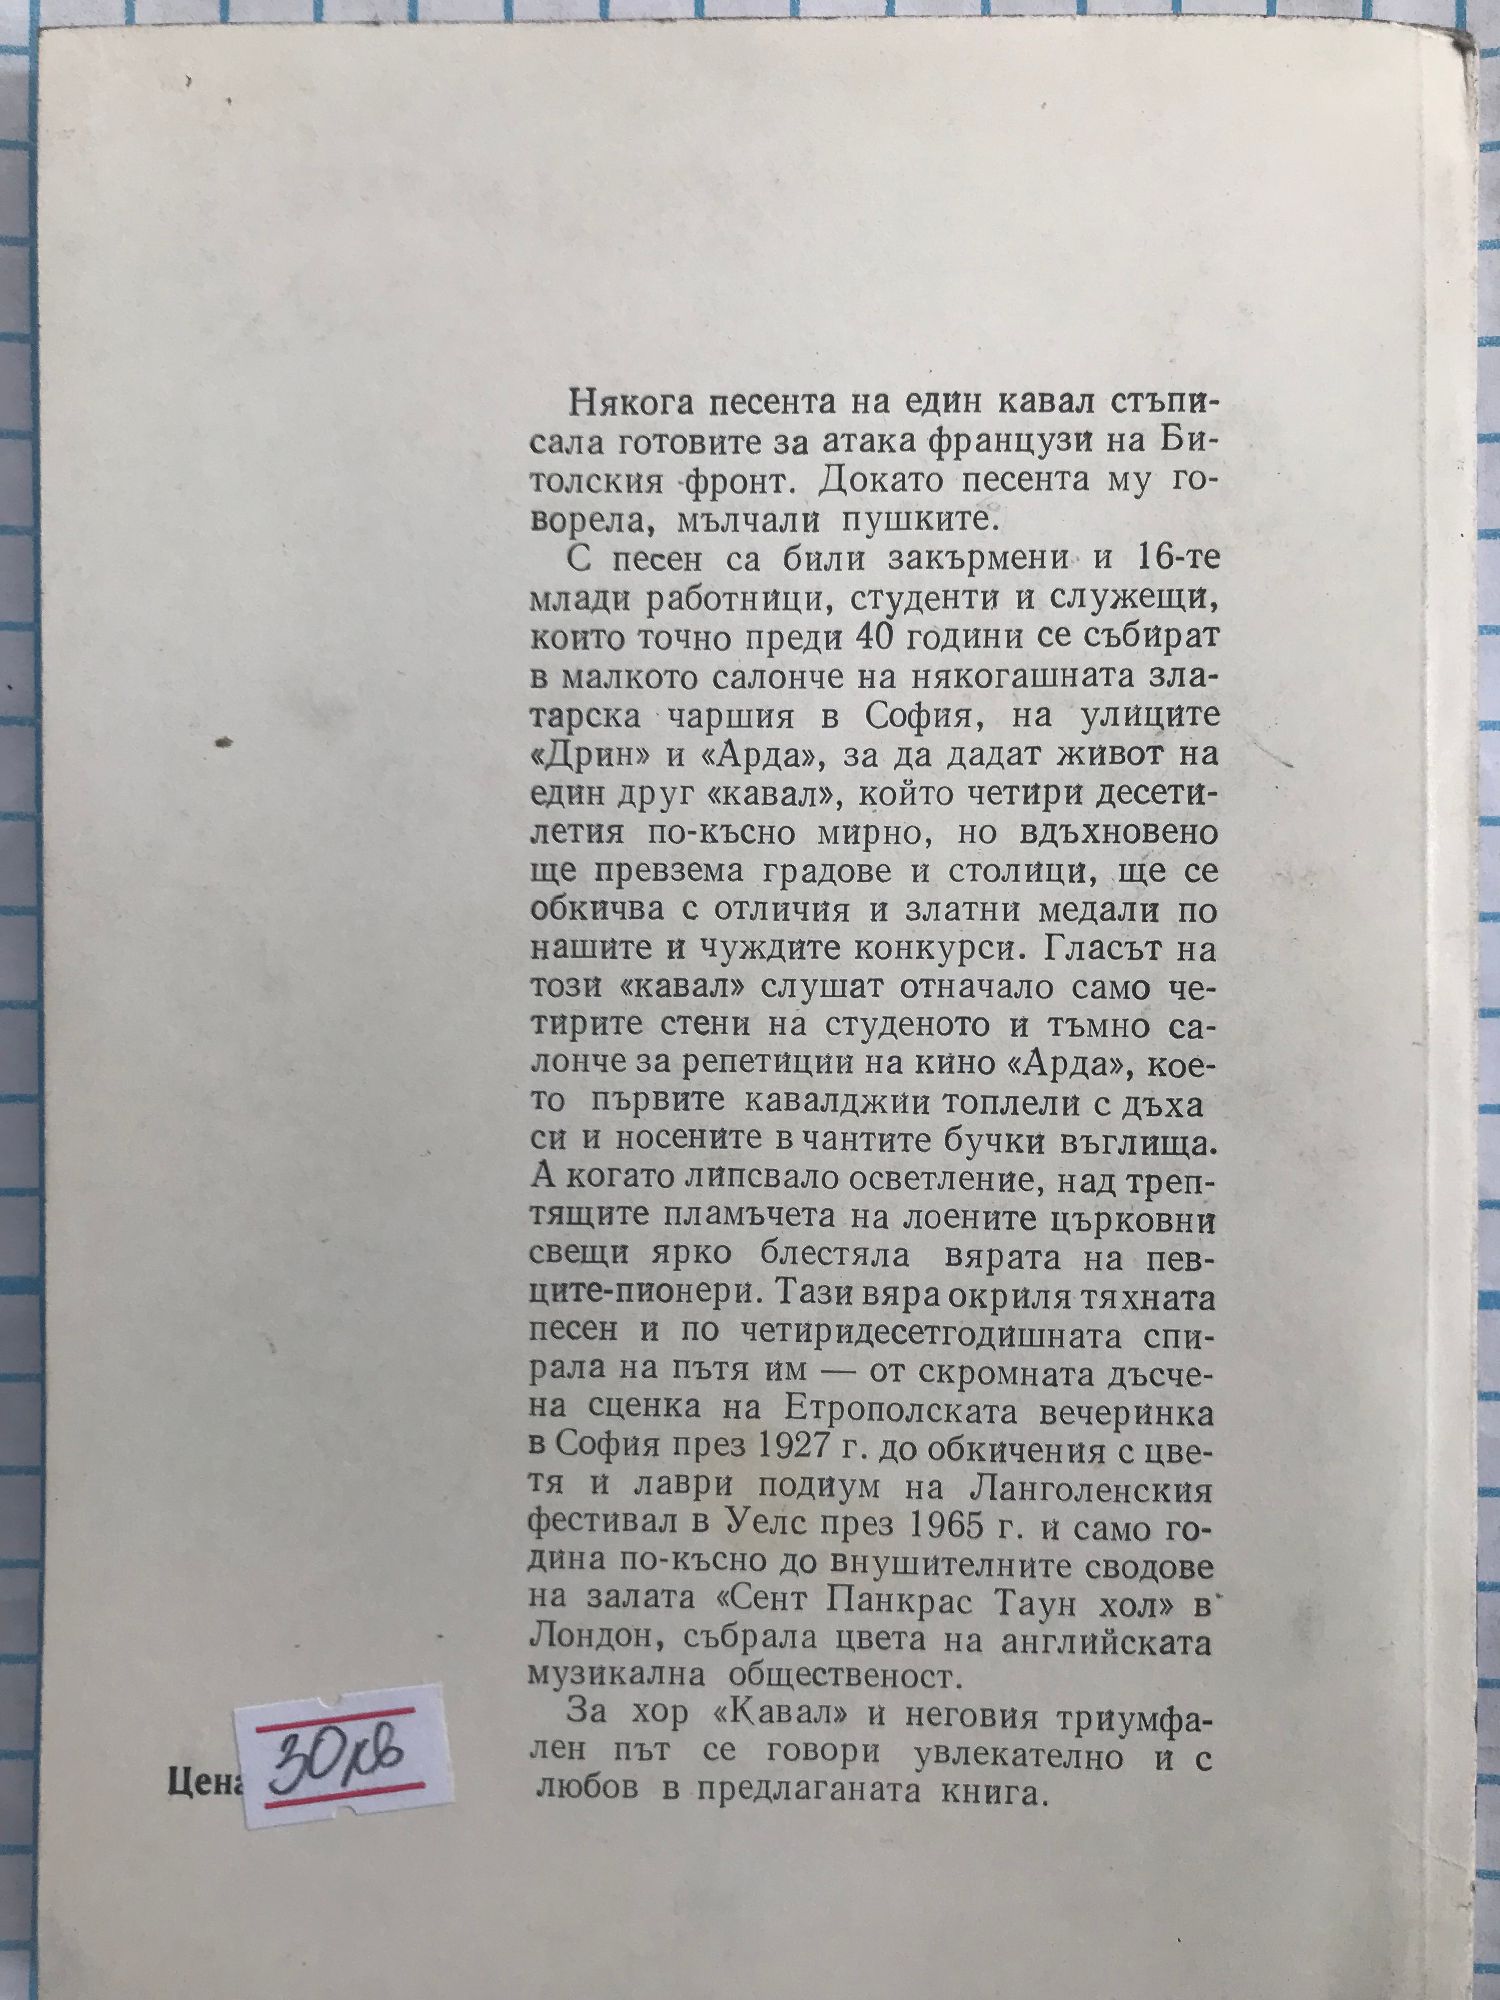 Някога песента на един кавал стъпи-
сала готовите за атака французи на Би-
толския фронт. Докато песента му го-
ворела, мълчали пушките.
С песен са били закърмени и 16-те
млади работници, студенти и служещи,
които точно преди 40 години се събират
в малкото салонче на някогашната зла-
тарска чаршия в София, на улиците
«Дрин» и «Арда», за да дадат живот на
един друг «кавал», който четири десети-
летия по-късно мирно, но вдъхновено
ще превзема градове и столици, ще се
обкичва с отличия и златни медали по
нашите и чуждите конкурси. Гласът на
този «кавал» слушат отначало само че-
тирите стени на студеното и тъмно са-
лонче за репетиции на кино «Арда», кое-
то първите кавалджии топлели с дъха
си и носените в чантите бучки въглища.
А когато липсвало осветление, над треп-
тящите пламъчета на лоените църковни
свещи ярко блестяла вярата на пев-
ците-пионери. Тази вяра окриля тяхната
песен и по четиридесетгодишната спи-
рала на пътя им — от скромната дъсче-
на сценка на Етрополската вечеринка
в София през 1927 г. до обкичения с цве-
тя и лаври подиум на Ланголенския
фестивал в Уелс през 1965 г. и само го-
дина по-късно до внушителните сводове
на залата «Сент Панкрас Таун хол» в
Лондон, събрала цвета на английската
музикална общественост.
За хор «Кавал» и неговия триумфа-
лен път се говори увлекателно и с
любов в предлаганата книга.
Цена
30лв